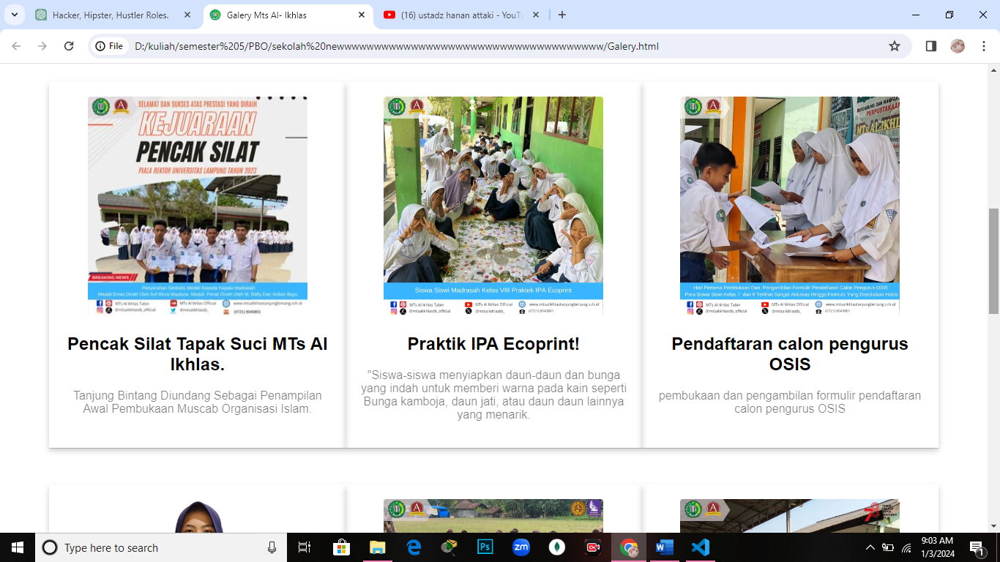 Hacker, Hipster, Hustler Roles.
Galery Mts Al- Ikhlas
(16) ustadz hanan attaki - YouTu
File
D:/kuliah/semester%205/PBO/sekolah%20newwwwwwwwwwwwwwwwwwwwwwwwwwwwwwwwwwww/Galery.html
SELAMAT DAN SUKSES ATAS PRESTASI YANG DIRAIH
KEJUARAAN
PENCAK SILAT
PIALA REKTOR UNIVERSITAS LAMPUNG TAHUN 2023
BREAKING NEWS
Penyerahan Simbolis Medali Kepada Kepala Madrasah
Medali Emas Diraih Oleh Arif Reza Maulana, Medali Perak Diraih Oleh M. Raffy Dan Ardian Bayu
MTs Al Ikhlas Tabin
MTs Al Ikhlas Official
www.mtsalikhlastanjungbintang.sch.id
@mtsalikhlastb_official
@mtsalikhlastb_
(0721) 8040801
Siswa Siswi Madrasah Kelas VIII Praktek IPA Ecoprint
MTs Al Ikhlas Tabin
MTs Al Ikhlas Official
www.mtsalikhlastanjungbintang.sch.id
@mtsalikhlastb_official
@mtsalikhlastb_
(0721) 8040801
PERPUSTAKAAN
MTs AL-IKHL
Hari Pertama Pembukaan Dan Pengambilan Formulir Pendaftaran Calon Pengurus OSIS
Para Siswa Siswi Kelas 7 dan 8 Terlihat Sangat Antusias Hingga Formulir Yang Disediakan Habis
MTs Al Ikhlas Tabin
MTs Al Ikhlas Official
www.mtsalikhlastanjungbintang.sch.id
@mtsalikhlastb_official
@mtsalikhlastb_
(0721) 8040801
Pencak Silat Tapak Suci MTs Al
Ikhlas.
Tanjung Bintang Diundang Sebagai Penampilan
Awal Pembukaan Muscab Organisasi Islam.
Praktik IPA Ecoprint!
"Siswa-siswa menyiapkan daun-daun dan bunga
yang indah untuk memberi warna pada kain seperti
Bunga kamboja, daun jati, atau daun daun lainnya
yang menarik.
Pendaftaran calon pengurus
OSIS
pembukaan dan pengambilan formulir pendaftaran
calon pengurus OSIS
Type here to search
9:03 AM
1/3/2024